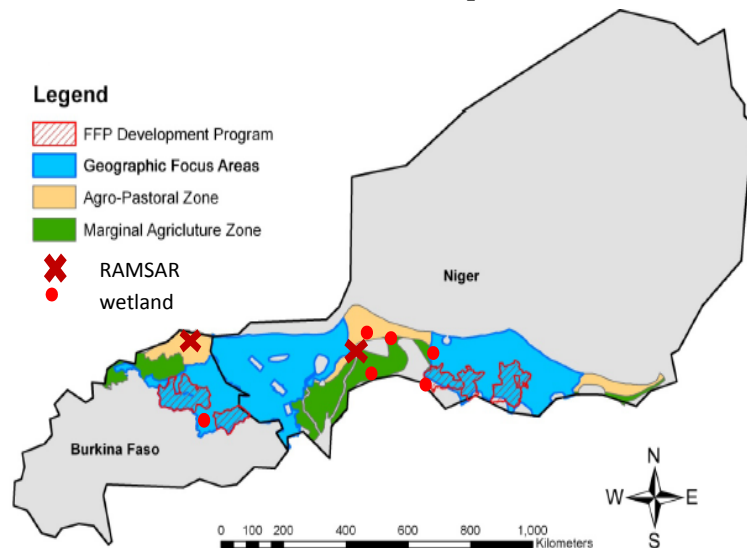 Legend
FFP Development Program
Geographic Focus Areas
Agro-Pastoral Zone
Marginal Agricluture Zone
RAMSAR
wetland
Niger
Burkina Faso
N
W E
S
0 100 200 400 600 800 1,000
Kilometers